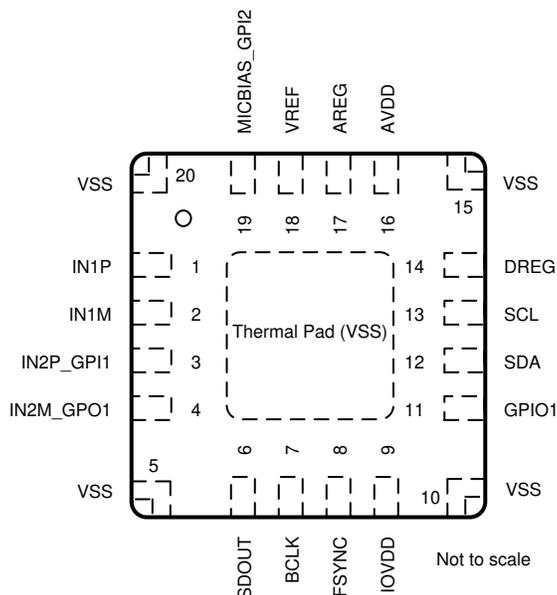 MICBIAS_GPI2
VREF
AREG
AVDD
VSS
20
19
18
17
16
15
VSS
IN1P
1
14
DREG
IN1M
2
13
SCL
Thermal Pad (VSS)
IN2P_GPI1
3
12
SDA
IN2M_GPO1
4
11
GPIO1
VSS
5
6
7
8
9
10
VSS
SDOUT
BCLK
FSYNC
IOVDD
Not to scale